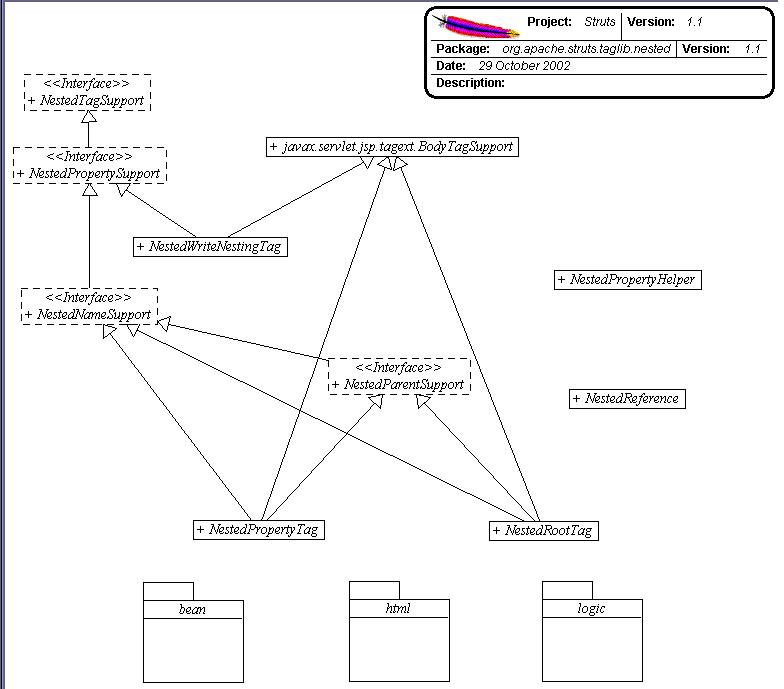 Project: Struts Version: 1.1
Package: org.apache.struts.taglib.nested Version: 1.1
Date: 29 October 2002
Description:
<<Interface>>
+ NestedTagSupport
+ javax.servlet.jsp.tagext.BodyTagSupport
<<Interface>>
+ NestedPropertySupport
+ NestedWriteNestingTag
+ NestedPropertyHelper
<<Interface>>
+ NestedNameSupport
<<Interface>>
+ NestedParentSupport
+ NestedReference
+ NestedPropertyTag
+ NestedRootTag
bean
html
logic